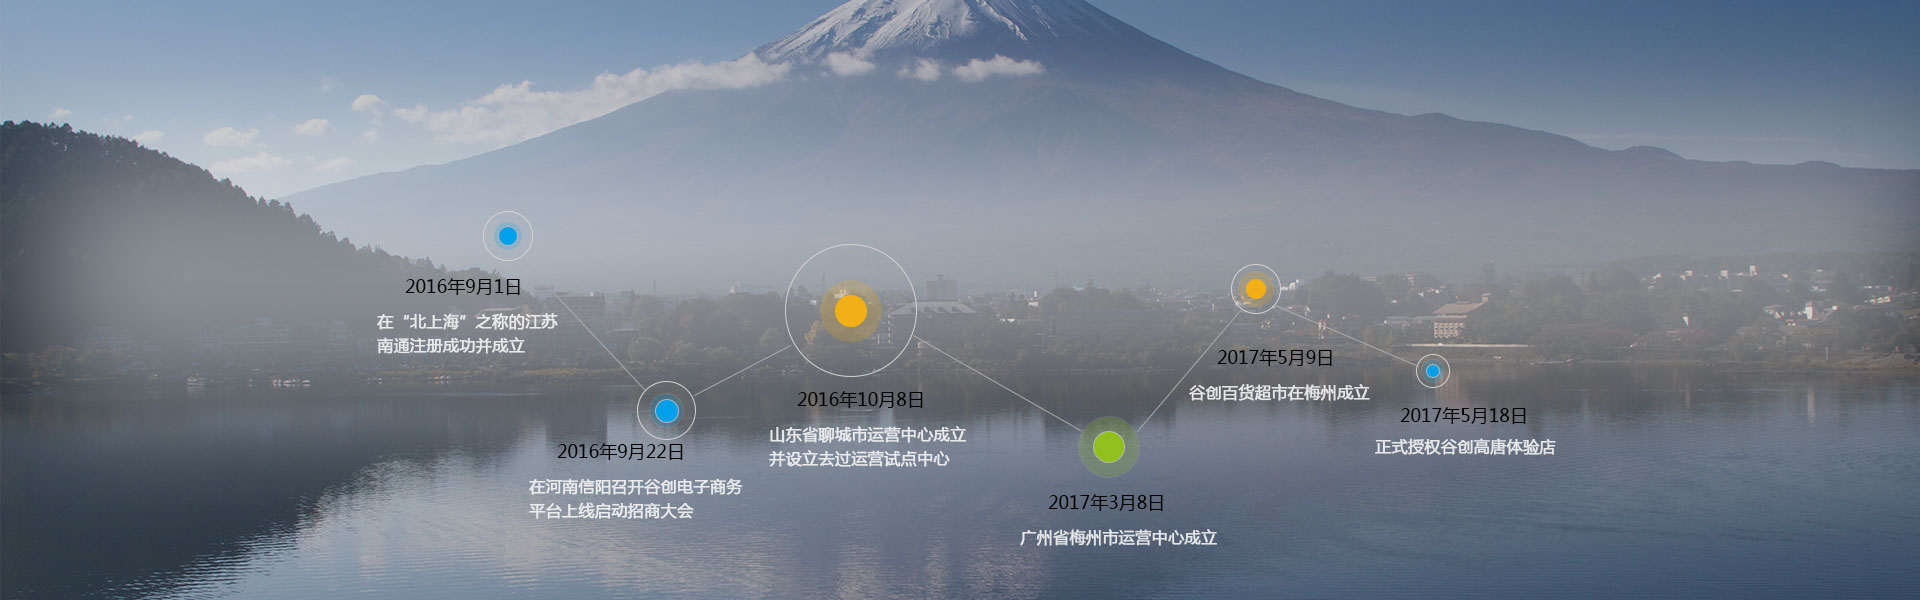 2016年9月1日
在“北上海”之称的江苏
南通注册成功并成立
2016年9月22日
在河南信阳召开谷创电子商务
平台上线启动招商大会
2016年10月8日
山东省聊城市运营中心成立
并设立去过运营试点中心
2017年3月8日
广州省梅州市运营中心成立
2017年5月9日
谷创百货超市在梅州成立
2017年5月18日
正式授权谷创高唐体验店